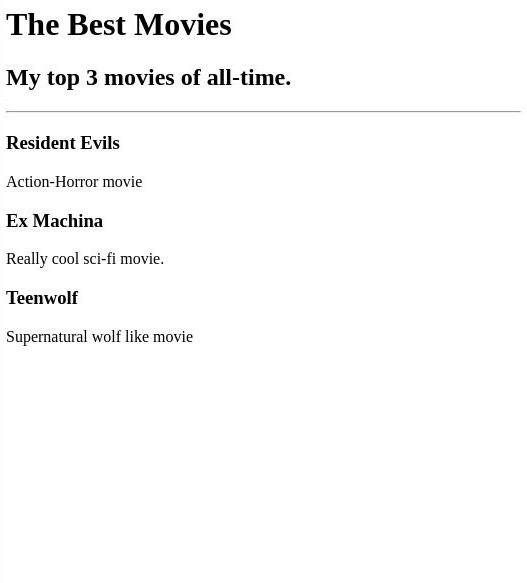 The Best Movies
My top 3 movies of all-time.
Resident Evils
Action-Horror movie
Ex Machina
Really cool sci-fi movie.
Teenwolf
Supernatural wolf like movie